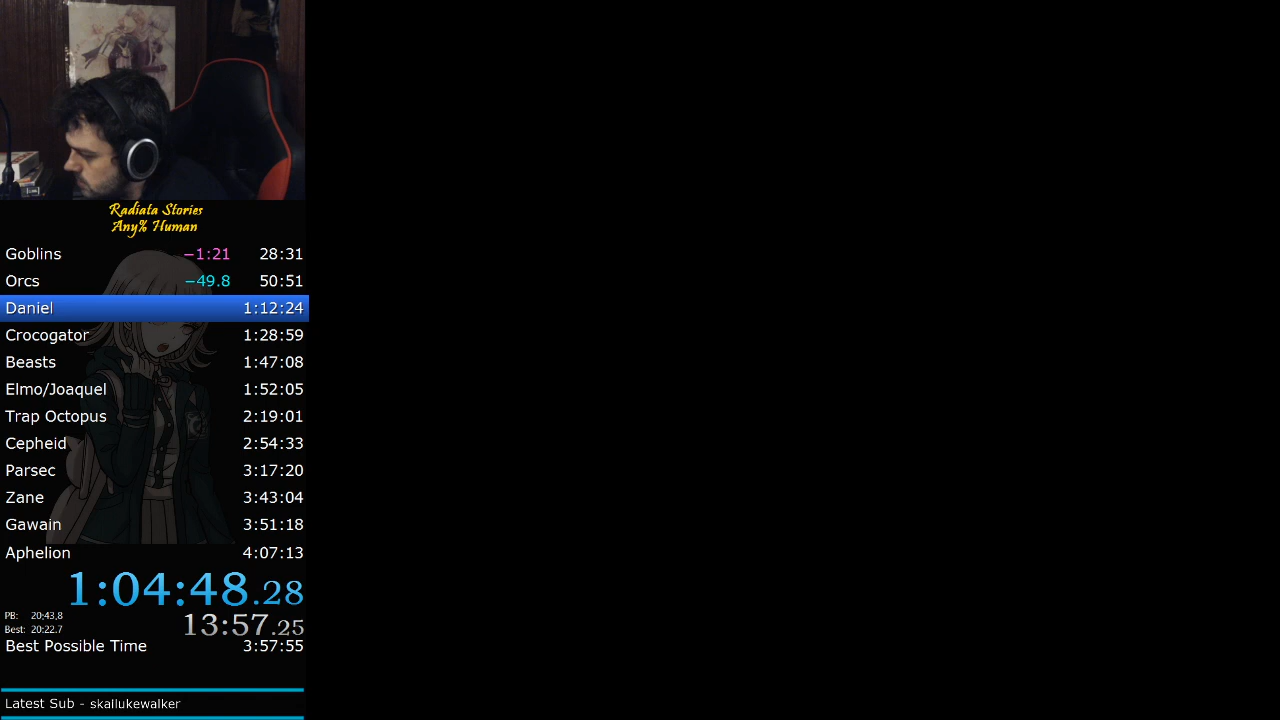 Radiata Stories
Any% Human
Goblins −1:21 28:31
Orcs −49.8 50:51
Daniel 1:12:24
Crocogator 1:28:59
Beasts 1:47:08
Elmo/Joaquel 1:52:05
Trap Octopus 2:19:01
Cepheid 2:54:33
Parsec 3:17:20
Zane 3:43:04
Gawain 3:51:18
Aphelion 4:07:13
1:04:48.28
PB: 20:43,8
13:57.25
Best: 20:22.7
Best Possible Time 3:57:55
Latest Sub - skallukewalker